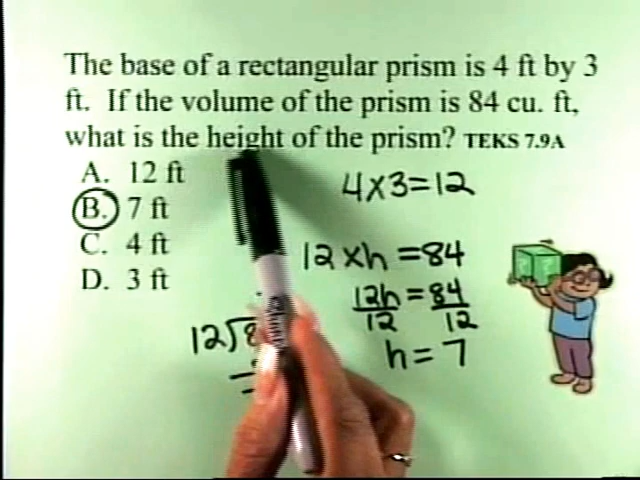 The base of a rectangular prism is 4 ft by 3
ft. If the volume of the prism is 84 cu. ft,
what is the height of the prism? TEKS 7.9A
A. 12 ft
B. 7 ft
C. 4 ft
D. 3 ft
4x3=12
12xh=84
12h=84
12 12
h=7
12)8